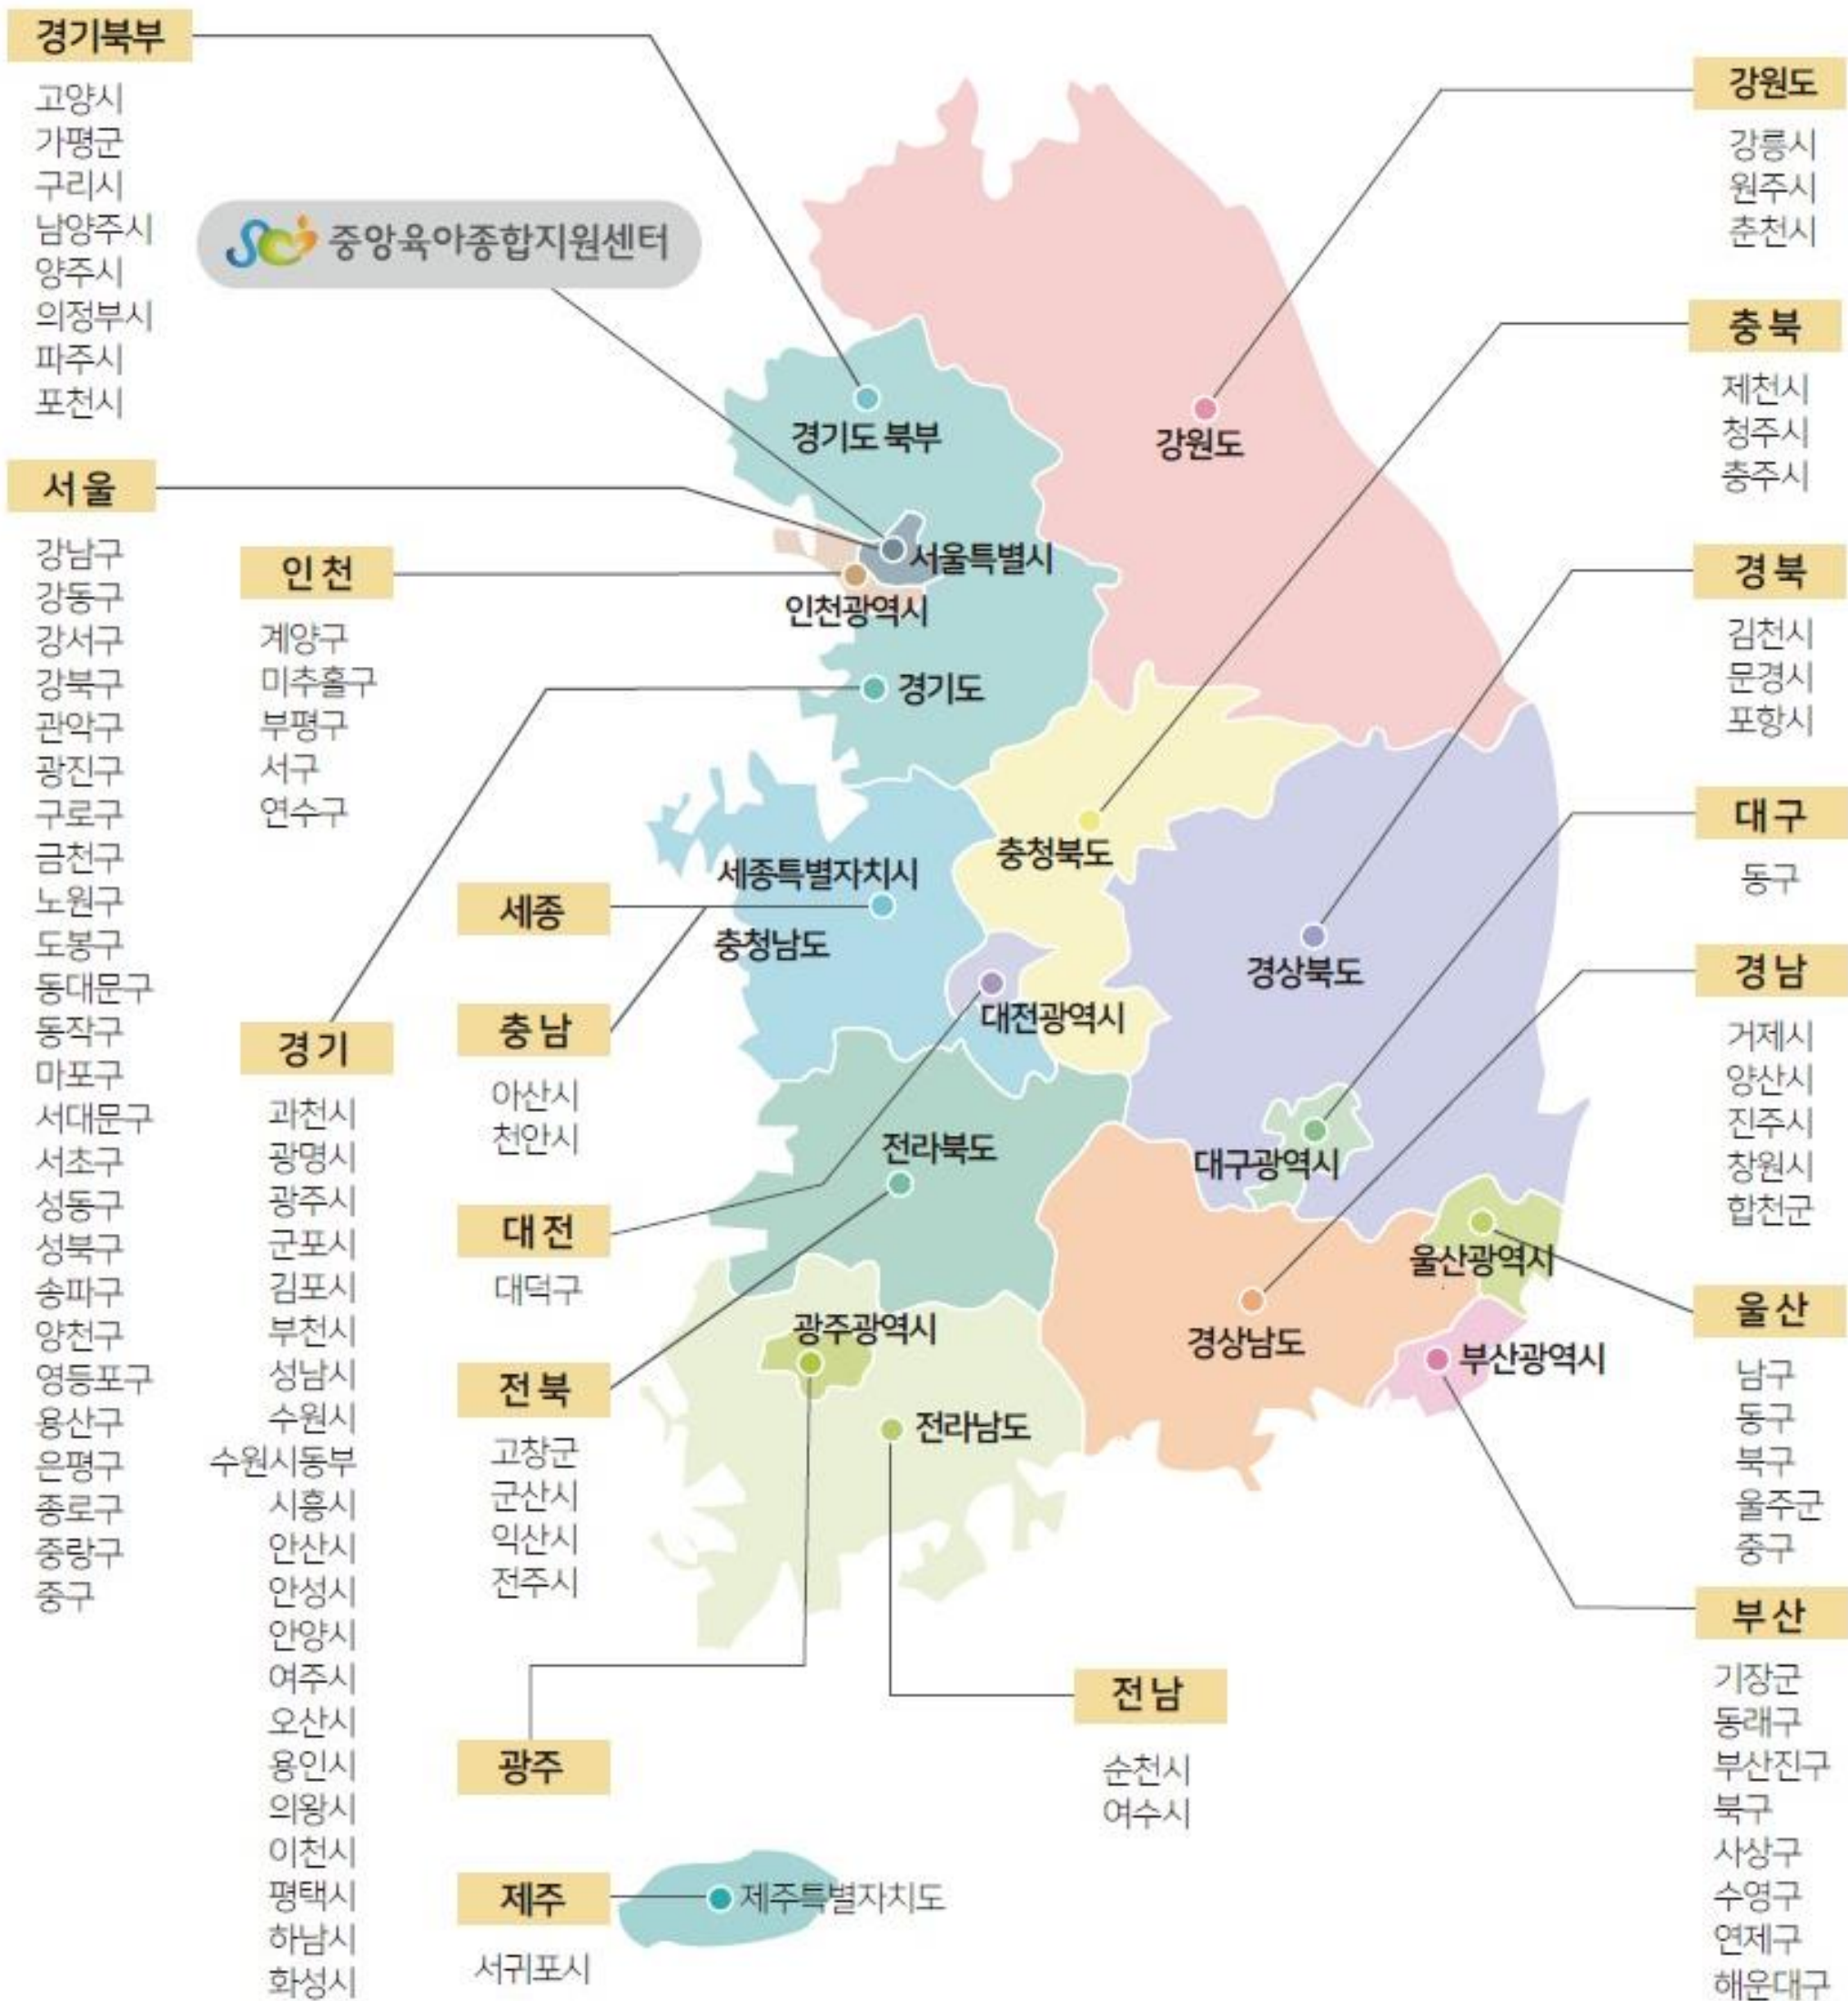 경기북부
고양시
가평군
구리시
남양주시
양주시
의정부시
파주시
포천시
중앙육아종합지원센터
서울
강남구
강동구
강서구
강북구
관악구
광진구
구로구
금천구
노원구
도봉구
동대문구
동작구
마포구
서대문구
서초구
성동구
성북구
송파구
양천구
영등포구
용산구
은평구
종로구
중랑구
중구
인천
계양구
미추홀구
부평구
서구
연수구
경기
과천시
광명시
광주시
군포시
김포시
부천시
성남시
수원시
수원시동부
시흥시
안산시
안성시
안양시
여주시
오산시
용인시
의왕시
이천시
평택시
하남시
화성시
세종
충남
아산시
천안시
대전
대덕구
전북
고창군
군산시
익산시
전주시
광주
제주
서귀포시
경기도 북부
강원도
서울특별시
인천광역시
경기도
충청북도
세종특별자치시
충청남도
대전광역시
경상북도
전라북도
대구광역시
울산광역시
광주광역시
경상남도
부산광역시
전라남도
제주특별자치도
전남
순천시
여수시
강원도
강릉시
원주시
춘천시
충북
제천시
청주시
충주시
경북
김천시
문경시
포항시
대구
동구
경남
거제시
양산시
진주시
창원시
합천군
울산
남구
동구
북구
울주군
중구
부산
기장군
동래구
부산진구
북구
사상구
수영구
연제구
해운대구